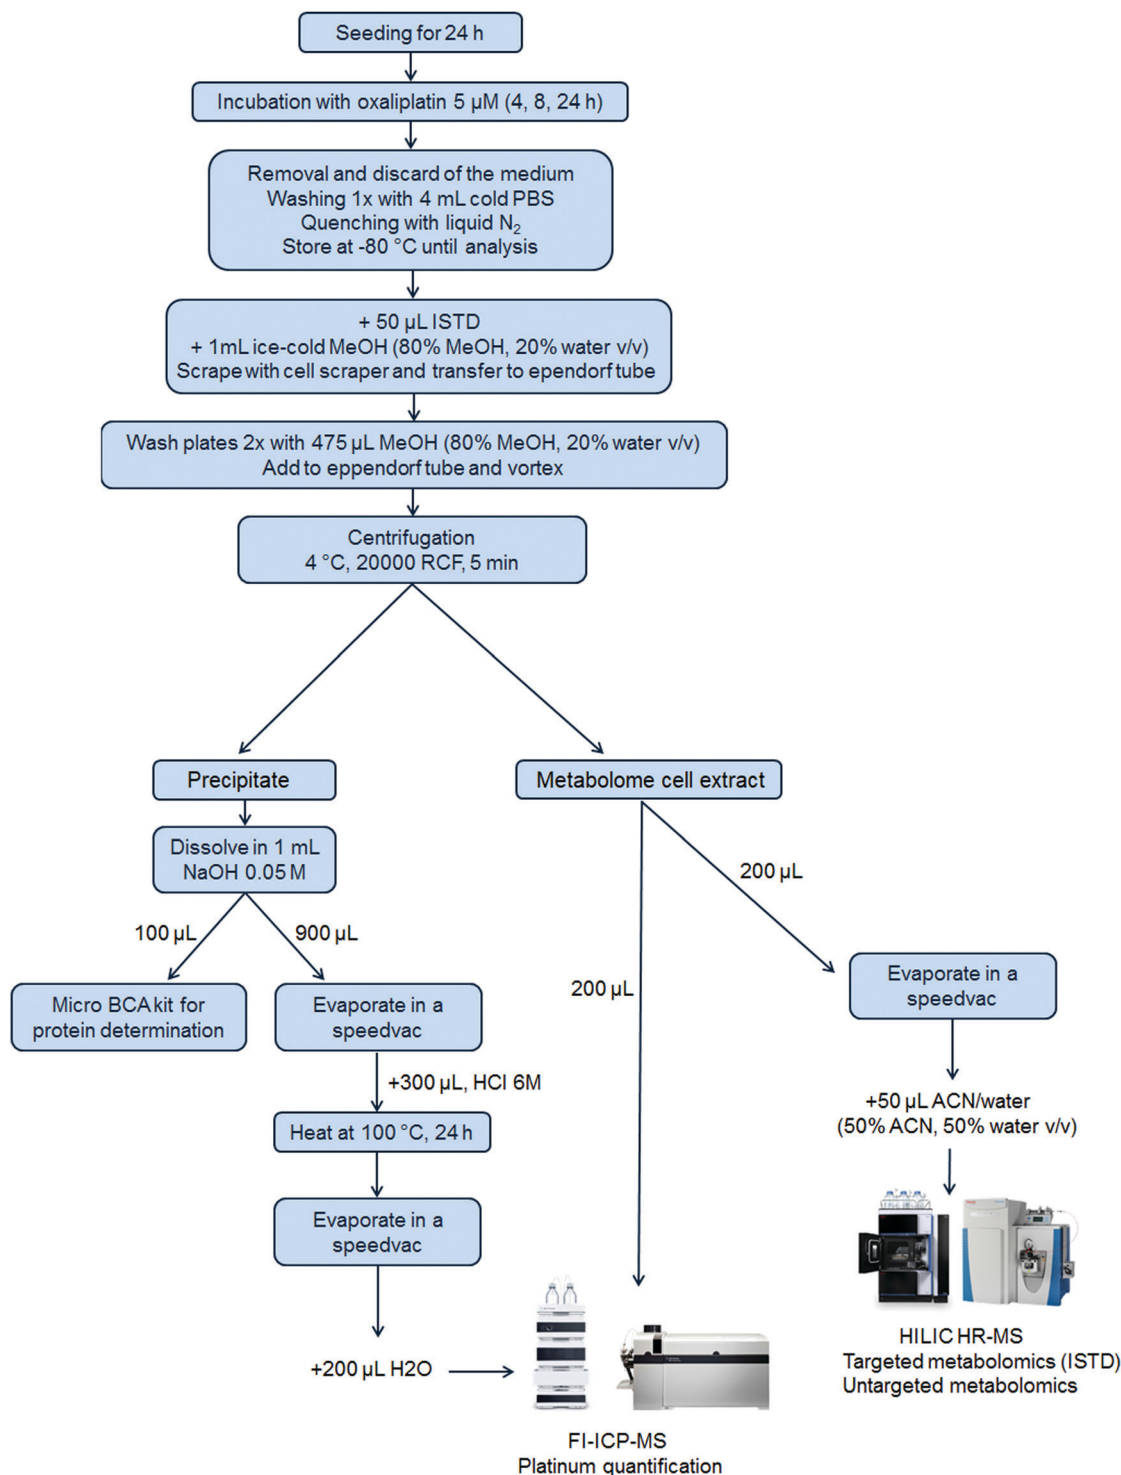 Seeding for 24 h
Incubation with oxaliplatin 5 µM (4, 8, 24 h)
Removal and discard of the medium
Washing 1x with 4 mL cold PBS
Quenching with liquid N₂
Store at -80 °C until analysis
+ 50 µL ISTD
+ 1mL ice-cold MeOH (80% MeOH, 20% water v/v)
Scrape with cell scraper and transfer to ependorf tube
Wash plates 2x with 475 µL MeOH (80% MeOH, 20% water v/v)
Add to eppendorf tube and vortex
Centrifugation
4 °C, 20000 RCF, 5 min
Precipitate
Metabolome cell extract
Dissolve in 1 mL
NaOH 0.05 M
200 µL
100 µL
900 µL
200 µL
Micro BCA kit for
protein determination
Evaporate in a
speedvac
Evaporate in a
speedvac
+300 µL, HCl 6M
+50 µL ACN/water
(50% ACN, 50% water v/v)
Heat at 100 °C, 24 h
Evaporate in a
speedvac
+200 µL H2O
HILIC HR-MS
Targeted metabolomics (ISTD)
Untargeted metabolomics
FI-ICP-MS
Platinum quantification